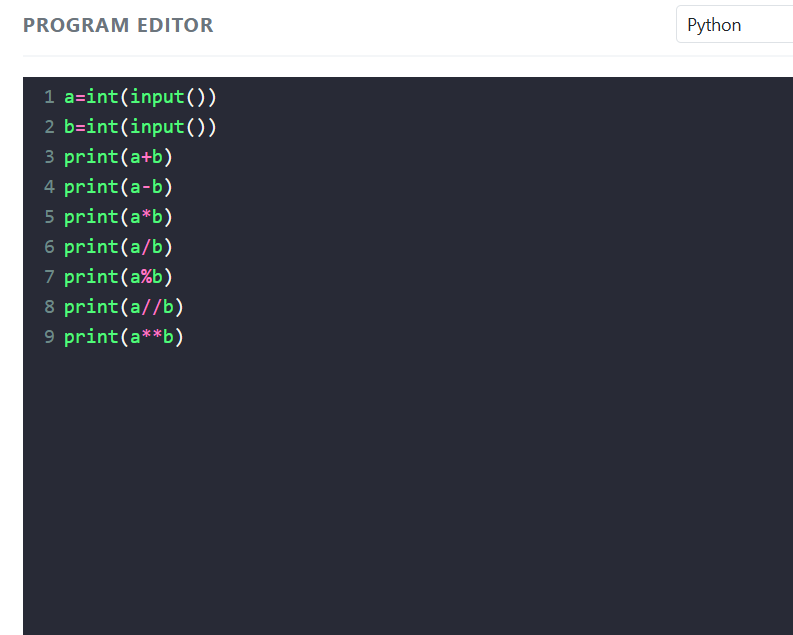 PROGRAM EDITOR
Python
1 a=int(input())
2 b=int(input())
3 print(a+b)
4 print(a-b)
5 print(a*b)
6 print(a/b)
7 print(a%b)
8 print(a//b)
9 print(a**b)